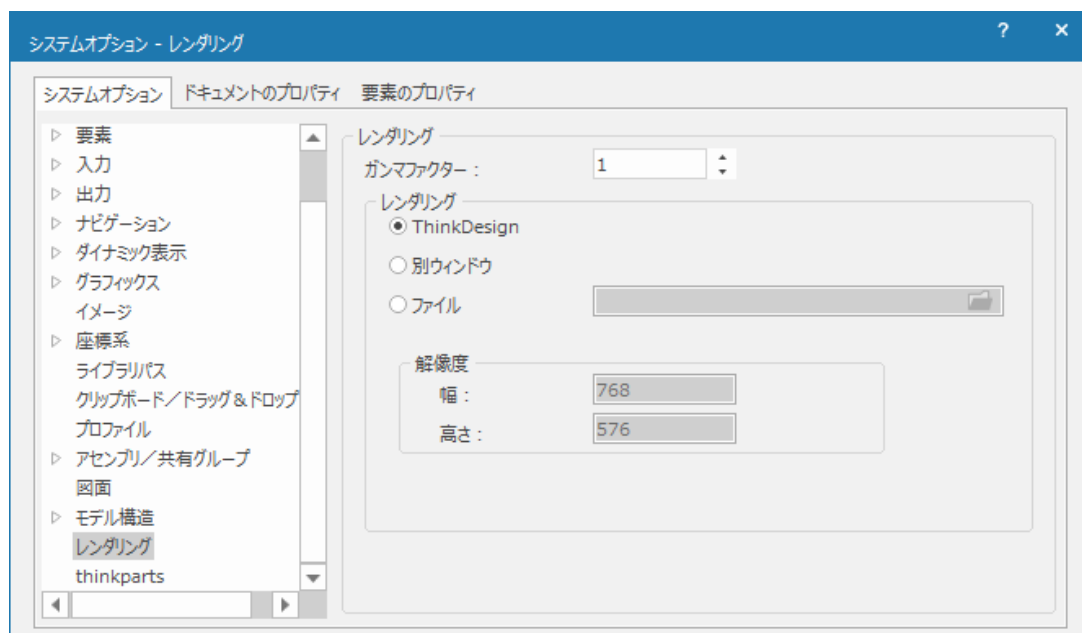 システムオプション - レンダリング
? ×
システムオプション ドキュメントのプロパティ 要素のプロパティ
要素
入力
出力
ナビゲーション
ダイナミック表示
グラフィックス
イメージ
座標系
ライブラリパス
クリップボード／ドラッグ＆ドロップ
プロファイル
アセンブリ／共有グループ
図面
モデル構造
レンダリング
thinkparts
レンダリング
ガンマファクター : 1
レンダリング
ThinkDesign
別ウィンドウ
ファイル
解像度
幅 : 768
高さ : 576